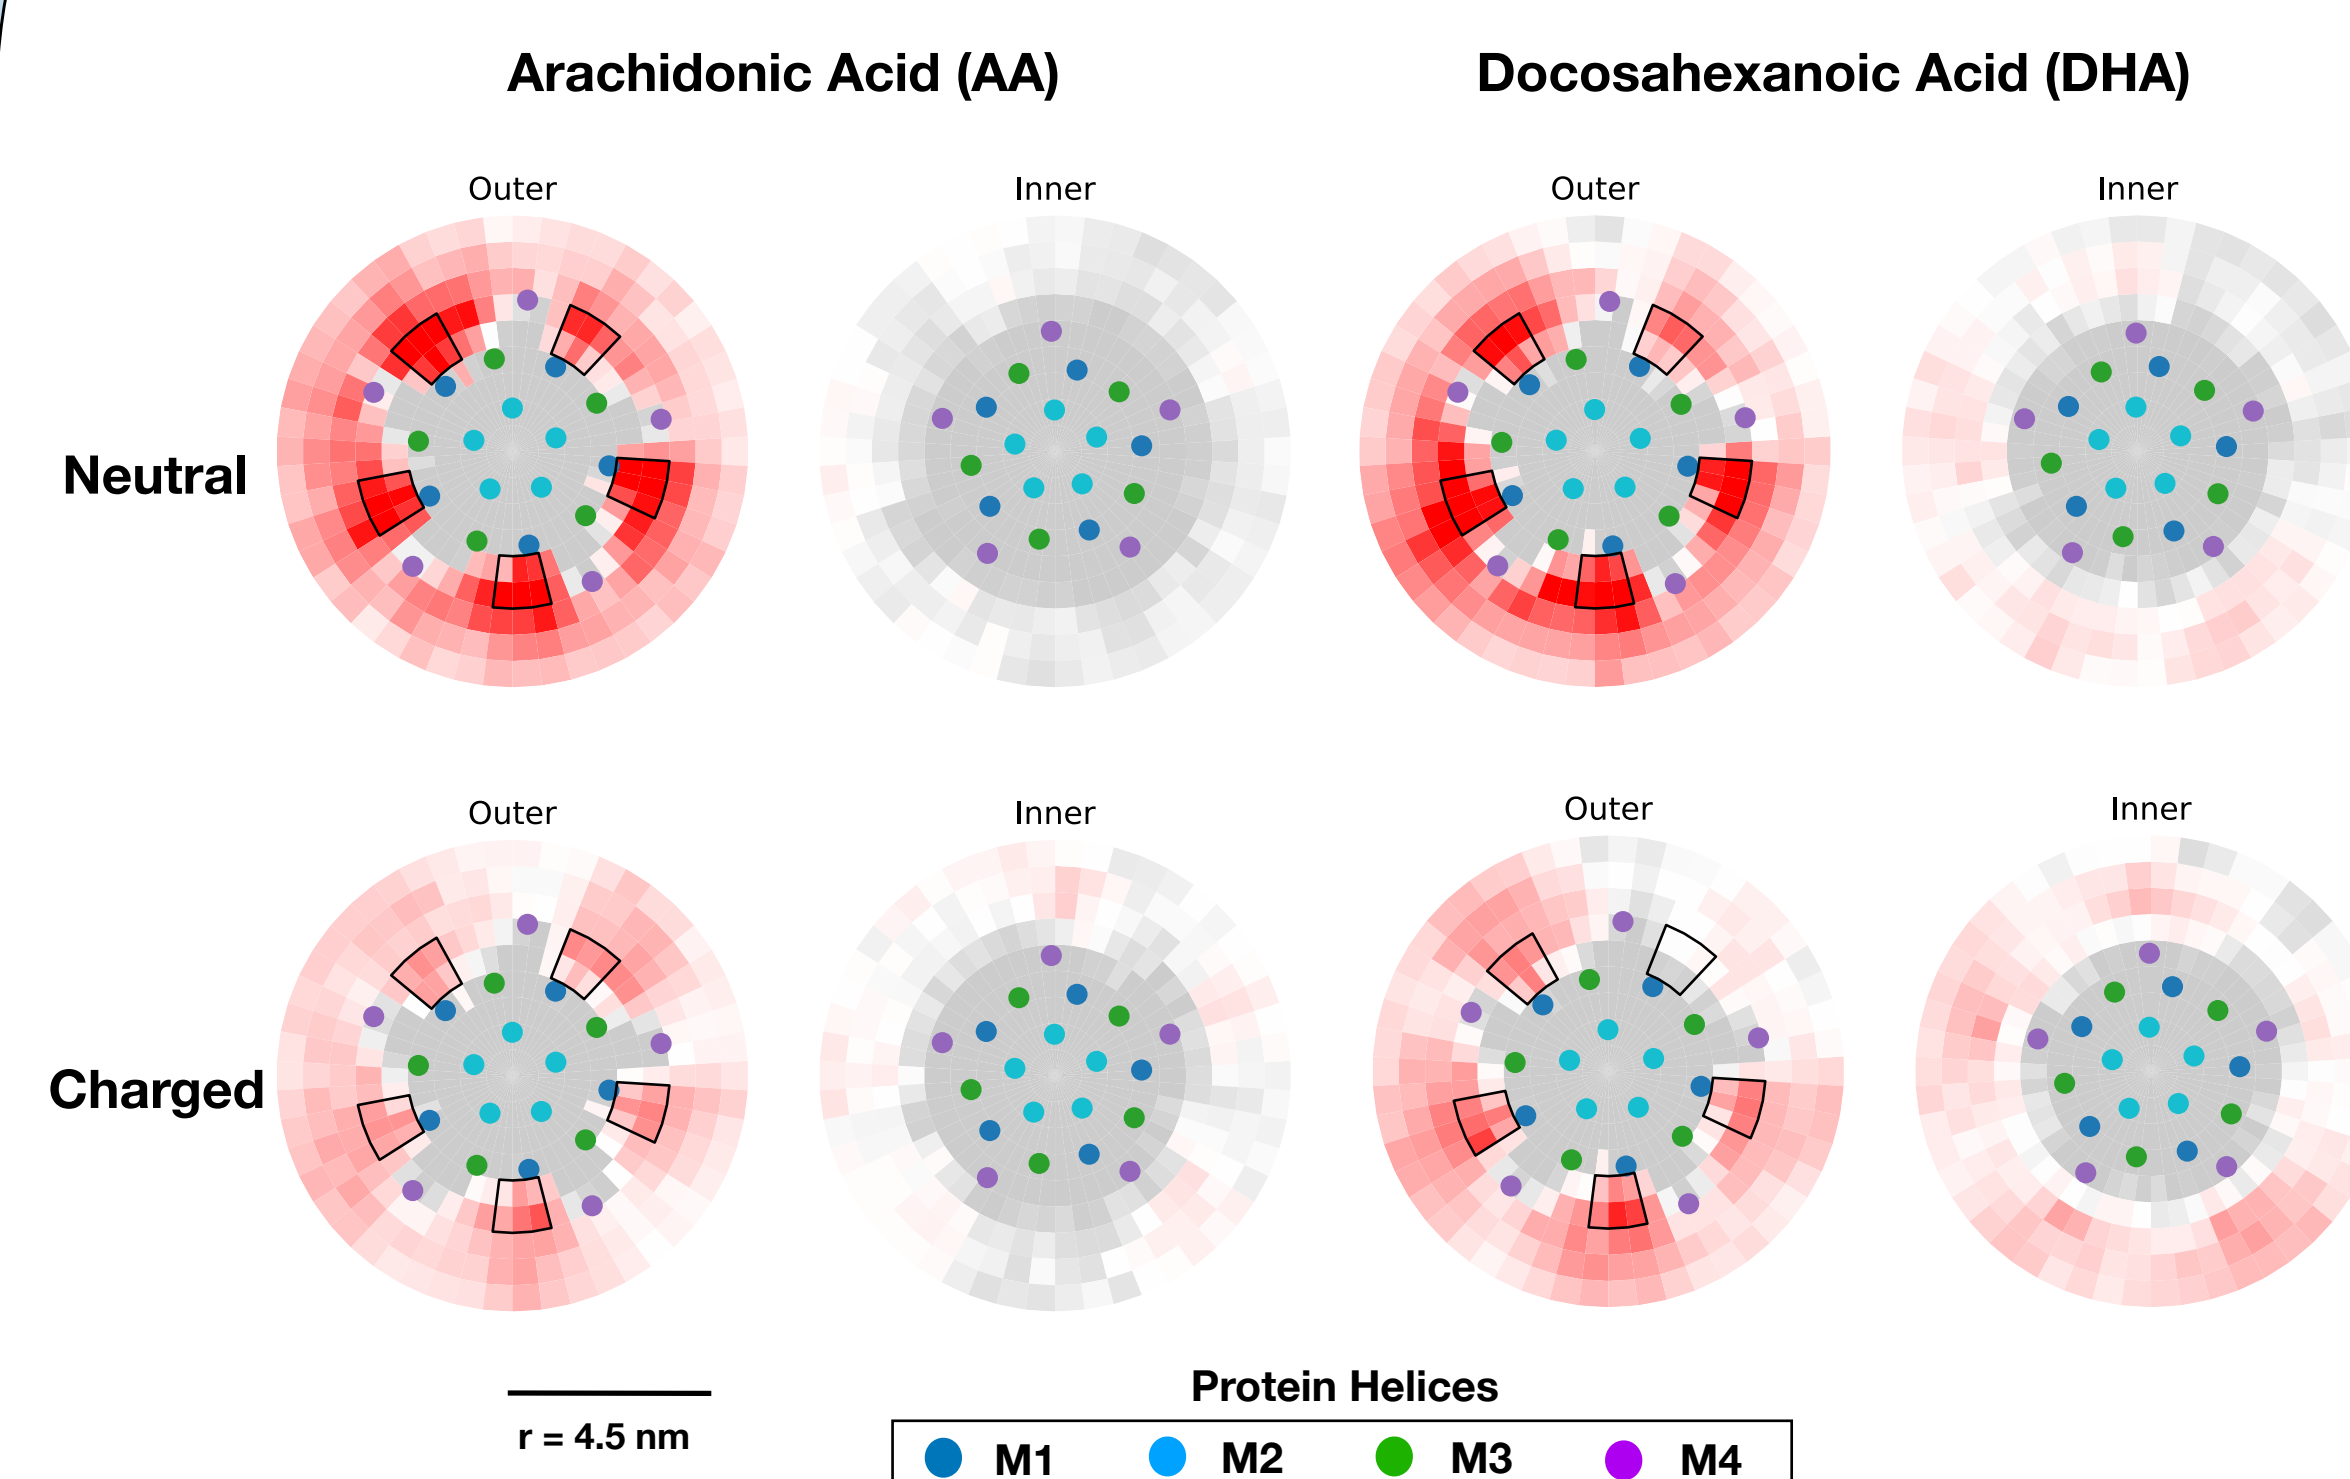 Arachidonic Acid (AA) Docosahexanoic Acid (DHA)
Outer Inner Outer Inner
Neutral
Outer Inner Outer Inner
Charged
r = 4.5 nm
Protein Helices
M1 M2 M3 M4